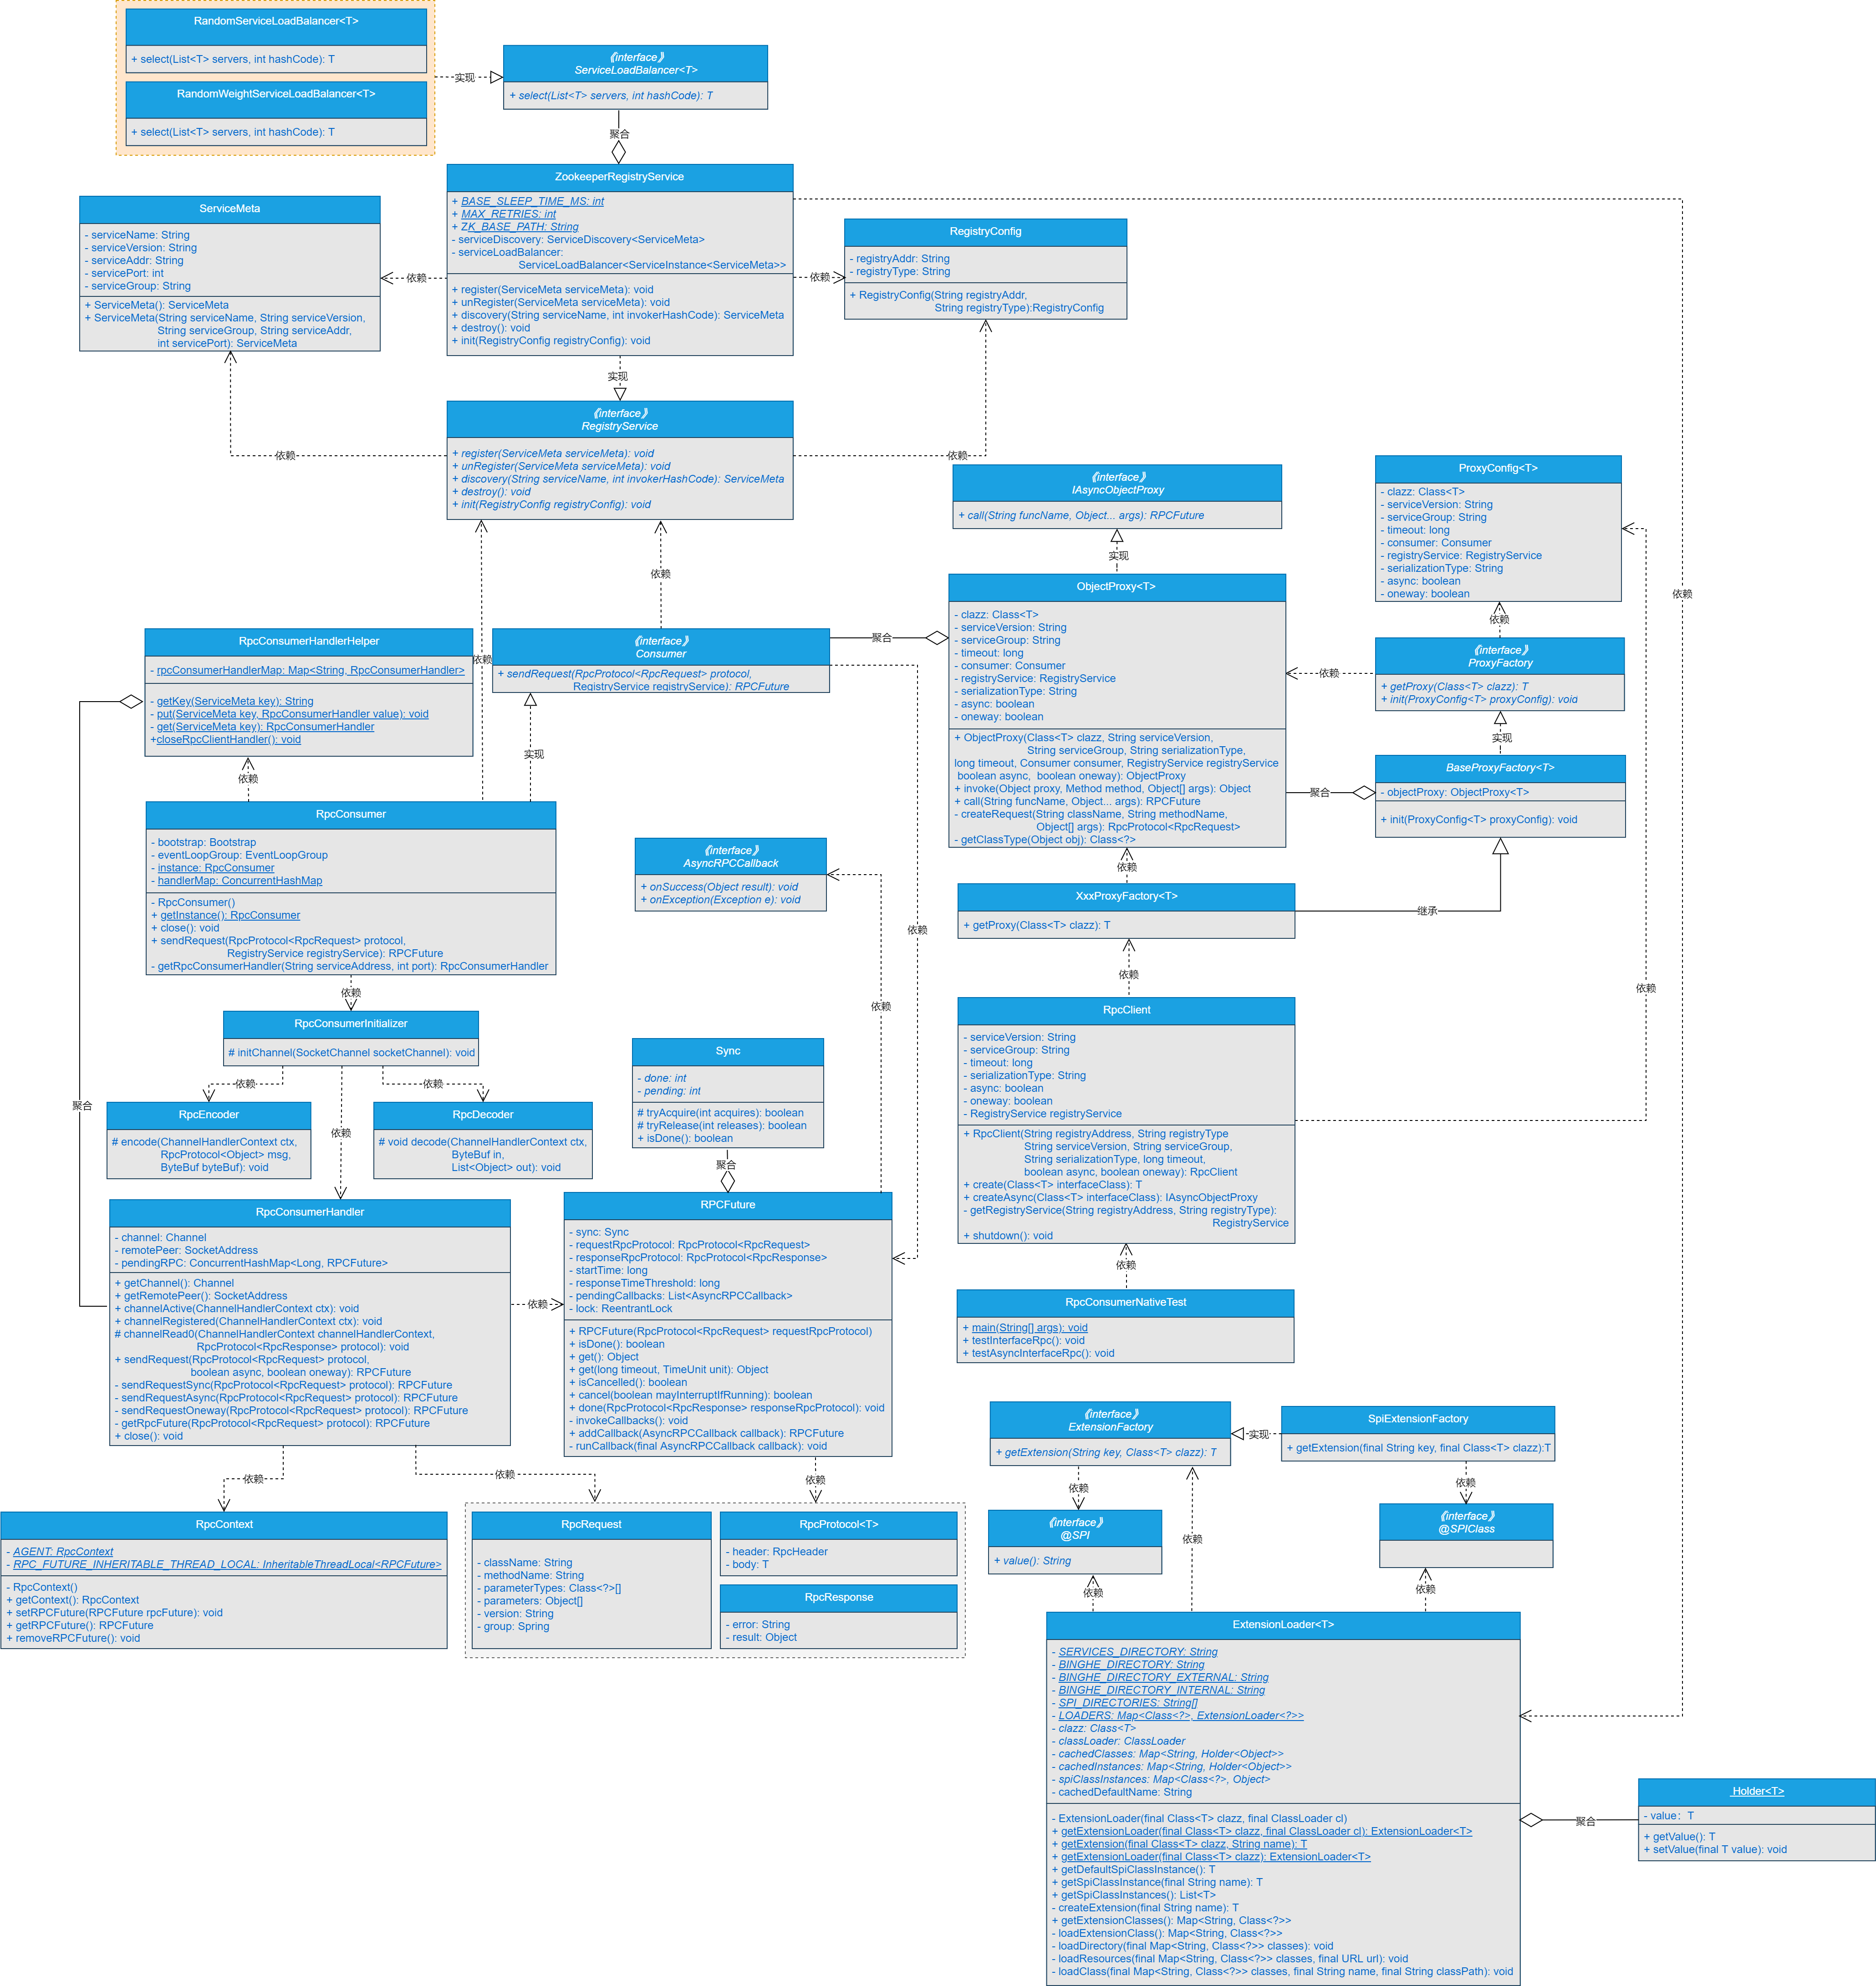 RandomServiceLoadBalancer<T>
+ select(List<T> servers, int hashCode): T
RandomWeightServiceLoadBalancer<T>
+ select(List<T> servers, int hashCode): T
实现
《interface》
ServiceLoadBalancer<T>
+ select(List<T> servers, int hashCode): T
聚合
ZookeeperRegistryService
+ BASE_SLEEP_TIME_MS: int
+ MAX_RETRIES: int
+ ZK_BASE_PATH: String
- serviceDiscovery: ServiceDiscovery<ServiceMeta>
- serviceLoadBalancer:
ServiceLoadBalancer<ServiceInstance<ServiceMeta>>
+ register(ServiceMeta serviceMeta): void
+ unRegister(ServiceMeta serviceMeta): void
+ discovery(String serviceName, int invokerHashCode): ServiceMeta
+ destroy(): void
+ init(RegistryConfig registryConfig): void
ServiceMeta
- serviceName: String
- serviceVersion: String
- serviceAddr: String
- servicePort: int
- serviceGroup: String
+ ServiceMeta(): ServiceMeta
+ ServiceMeta(String serviceName, String serviceVersion,
String serviceGroup, String serviceAddr,
int servicePort): ServiceMeta
依赖
依赖
RegistryConfig
- registryAddr: String
- registryType: String
+ RegistryConfig(String registryAddr,
String registryType):RegistryConfig
实现
《interface》
RegistryService
+ register(ServiceMeta serviceMeta): void
+ unRegister(ServiceMeta serviceMeta): void
+ discovery(String serviceName, int invokerHashCode): ServiceMeta
+ destroy(): void
+ init(RegistryConfig registryConfig): void
依赖
依赖
《interface》
IAsyncObjectProxy
+ call(String funcName, Object... args): RPCFuture
实现
ProxyConfig<T>
- clazz: Class<T>
- serviceVersion: String
- serviceGroup: String
- timeout: long
- consumer: Consumer
- registryService: RegistryService
- serializationType: String
- async: boolean
- oneway: boolean
依赖
依赖
依赖
依赖
RpcConsumerHandlerHelper
- rpcConsumerHandlerMap: Map<String, RpcConsumerHandler>
- getKey(ServiceMeta key): String
- put(ServiceMeta key, RpcConsumerHandler value): void
- get(ServiceMeta key): RpcConsumerHandler
+closeRpcClientHandler(): void
《interface》
Consumer
+ sendRequest(RpcProtocol<RpcRequest> protocol,
RegistryService registryService): RPCFuture
聚合
ObjectProxy<T>
- clazz: Class<T>
- serviceVersion: String
- serviceGroup: String
- timeout: long
- consumer: Consumer
- registryService: RegistryService
- serializationType: String
- async: boolean
- oneway: boolean
+ ObjectProxy(Class<T> clazz, String serviceVersion,
String serviceGroup, String serializationType,
long timeout, Consumer consumer, RegistryService registryService
boolean async,  boolean oneway): ObjectProxy
+ invoke(Object proxy, Method method, Object[] args): Object
+ call(String funcName, Object... args): RPCFuture
- createRequest(String className, String methodName,
Object[] args): RpcProtocol<RpcRequest>
- getClassType(Object obj): Class<?>
依赖
《interface》
ProxyFactory
+ getProxy(Class<T> clazz): T
+ init(ProxyConfig<T> proxyConfig): void
实现
BaseProxyFactory<T>
- objectProxy: ObjectProxy<T>
+ init(ProxyConfig<T> proxyConfig): void
聚合
依赖
实现
RpcConsumer
- bootstrap: Bootstrap
- eventLoopGroup: EventLoopGroup
- instance: RpcConsumer
- handlerMap: ConcurrentHashMap
- RpcConsumer()
+ getInstance(): RpcConsumer
+ close(): void
+ sendRequest(RpcProtocol<RpcRequest> protocol,
RegistryService registryService): RPCFuture
- getRpcConsumerHandler(String serviceAddress, int port): RpcConsumerHandler
《interface》
AsyncRPCCallback
+ onSuccess(Object result): void
+ onException(Exception e): void
依赖
XxxProxyFactory<T>
+ getProxy(Class<T> clazz): T
继承
依赖
依赖
依赖
依赖
依赖
RpcConsumerInitializer
# initChannel(SocketChannel socketChannel): void
RpcClient
- serviceVersion: String
- serviceGroup: String
- timeout: long
- serializationType: String
- async: boolean
- oneway: boolean
- RegistryService registryService
+ RpcClient(String registryAddress, String registryType
String serviceVersion, String serviceGroup,
String serializationType, long timeout,
boolean async, boolean oneway): RpcClient
+ create(Class<T> interfaceClass): T
+ createAsync(Class<T> interfaceClass): IAsyncObjectProxy
- getRegistryService(String registryAddress, String registryType):
RegistryService
+ shutdown(): void
Sync
- done: int
- pending: int
# tryAcquire(int acquires): boolean
# tryRelease(int releases): boolean
+ isDone(): boolean
依赖
依赖
依赖
聚合
RpcEncoder
# encode(ChannelHandlerContext ctx,
RpcProtocol<Object> msg,
ByteBuf byteBuf): void
RpcDecoder
# void decode(ChannelHandlerContext ctx,
ByteBuf in,
List<Object> out): void
聚合
RpcConsumerHandler
- channel: Channel
- remotePeer: SocketAddress
- pendingRPC: ConcurrentHashMap<Long, RPCFuture>
+ getChannel(): Channel
+ getRemotePeer(): SocketAddress
+ channelActive(ChannelHandlerContext ctx): void
+ channelRegistered(ChannelHandlerContext ctx): void
# channelRead0(ChannelHandlerContext channelHandlerContext,
RpcProtocol<RpcResponse> protocol): void
+ sendRequest(RpcProtocol<RpcRequest> protocol,
boolean async, boolean oneway): RPCFuture
- sendRequestSync(RpcProtocol<RpcRequest> protocol): RPCFuture
- sendRequestAsync(RpcProtocol<RpcRequest> protocol): RPCFuture
- sendRequestOneway(RpcProtocol<RpcRequest> protocol): RPCFuture
- getRpcFuture(RpcProtocol<RpcRequest> protocol): RPCFuture
+ close(): void
依赖
RPCFuture
- sync: Sync
- requestRpcProtocol: RpcProtocol<RpcRequest>
- responseRpcProtocol: RpcProtocol<RpcResponse>
- startTime: long
- responseTimeThreshold: long
- pendingCallbacks: List<AsyncRPCCallback>
- lock: ReentrantLock
+ RPCFuture(RpcProtocol<RpcRequest> requestRpcProtocol)
+ isDone(): boolean
+ get(): Object
+ get(long timeout, TimeUnit unit): Object
+ isCancelled(): boolean
+ cancel(boolean mayInterruptIfRunning): boolean
+ done(RpcProtocol<RpcResponse> responseRpcProtocol): void
- invokeCallbacks(): void
+ addCallback(AsyncRPCCallback callback): RPCFuture
- runCallback(final AsyncRPCCallback callback): void
依赖
RpcConsumerNativeTest
+ main(String[] args): void
+ testInterfaceRpc(): void
+ testAsyncInterfaceRpc(): void
《interface》
ExtensionFactory
+ getExtension(String key, Class<T> clazz): T
实现
SpiExtensionFactory
+ getExtension(final String key, final Class<T> clazz):T
依赖
依赖
依赖
依赖
依赖
RpcContext
- AGENT: RpcContext
- RPC_FUTURE_INHERITABLE_THREAD_LOCAL: InheritableThreadLocal<RPCFuture>
- RpcContext()
+ getContext(): RpcContext
+ setRPCFuture(RPCFuture rpcFuture): void
+ getRPCFuture(): RPCFuture
+ removeRPCFuture(): void
RpcRequest
- className: String
- methodName: String
- parameterTypes: Class<?>[]
- parameters: Object[]
- version: String
- group: Spring
RpcProtocol<T>
- header: RpcHeader
- body: T
RpcResponse
- error: String
- result: Object
《interface》
@SPI
+ value(): String
依赖
《interface》
@SPIClass
依赖
依赖
ExtensionLoader<T>
- SERVICES_DIRECTORY: String
- BINGHE_DIRECTORY: String
- BINGHE_DIRECTORY_EXTERNAL: String
- BINGHE_DIRECTORY_INTERNAL: String
- SPI_DIRECTORIES: String[]
- LOADERS: Map<Class<?>, ExtensionLoader<?>>
- clazz: Class<T>
- classLoader: ClassLoader
- cachedClasses: Map<String, Holder<Object>>
- cachedInstances: Map<String, Holder<Object>>
- spiClassInstances: Map<Class<?>, Object>
- cachedDefaultName: String
- ExtensionLoader(final Class<T> clazz, final ClassLoader cl)
+ getExtensionLoader(final Class<T> clazz, final ClassLoader cl): ExtensionLoader<T>
+ getExtension(final Class<T> clazz, String name): T
+ getExtensionLoader(final Class<T> clazz): ExtensionLoader<T>
+ getDefaultSpiClassInstance(): T
+ getSpiClassInstance(final String name): T
+ getSpiClassInstances(): List<T>
- createExtension(final String name): T
+ getExtensionClasses(): Map<String, Class<?>>
- loadExtensionClass(): Map<String, Class<?>>
- loadDirectory(final Map<String, Class<?>> classes): void
- loadResources(final Map<String, Class<?>> classes, final URL url): void
- loadClass(final Map<String, Class<?>> classes, final String name, final String classPath): void
聚合
Holder<T>
- value：T
+ getValue(): T
+ setValue(final T value): void